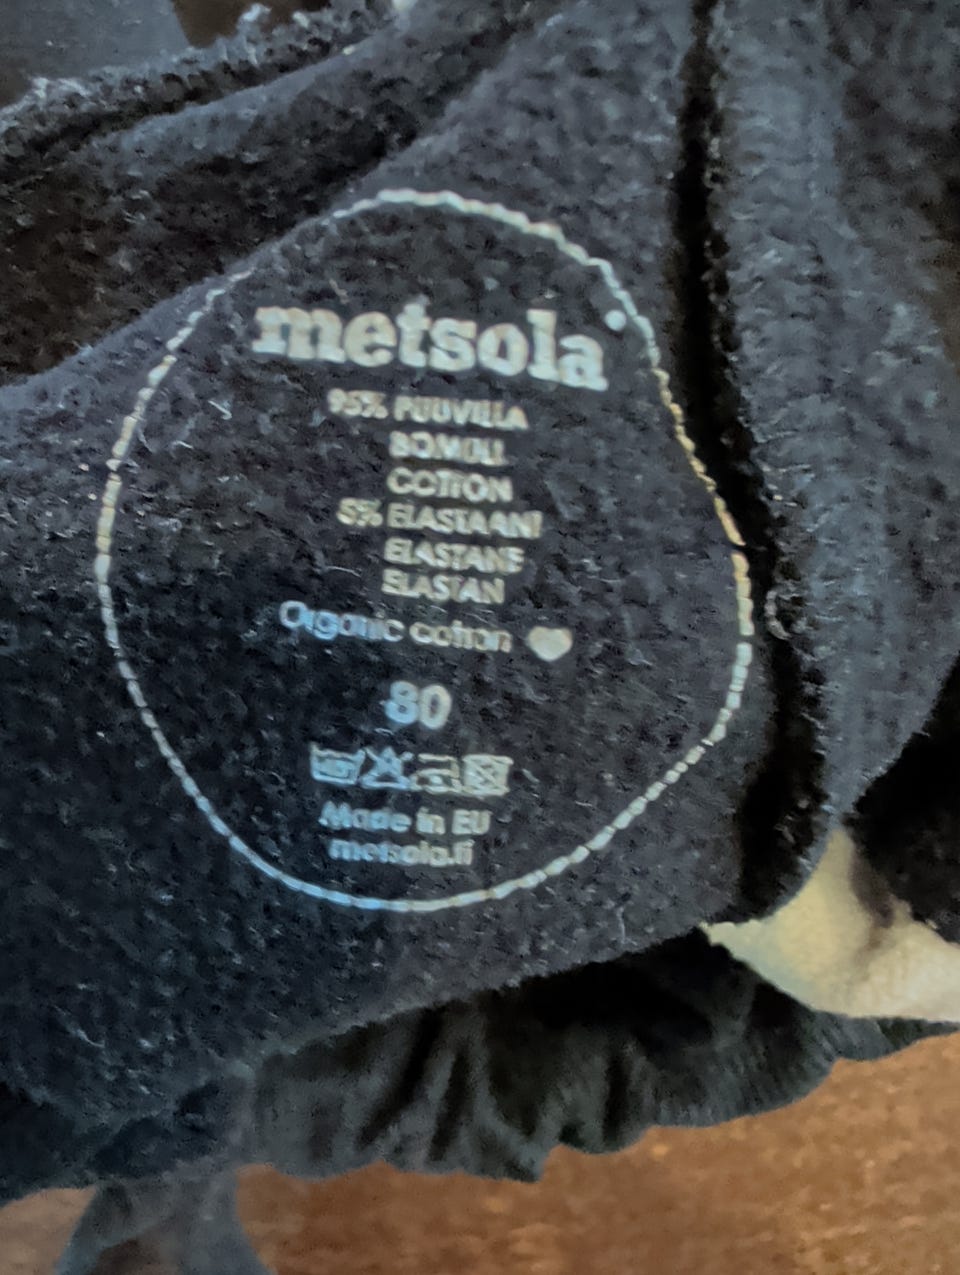 metsola
95% PUUVILLA
BOMULL
COTTON
5% ELASTAANI
ELASTANE
ELASTAN
Organic cotton
80
Made in EU
metsola.fi